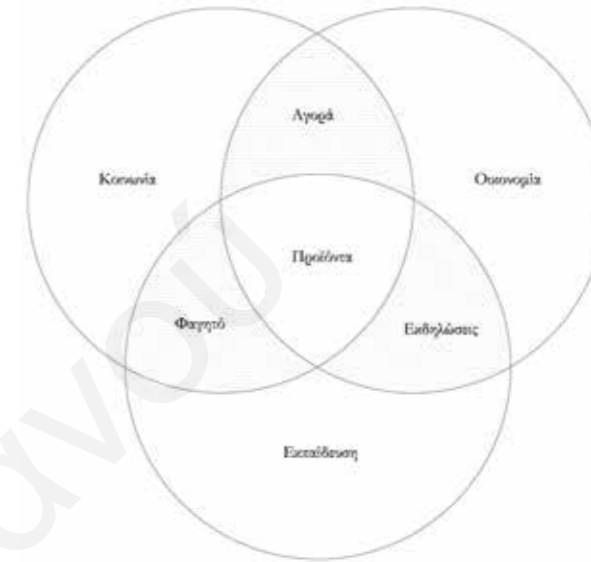 Αγορά
Κοινωνία
Οικονομία
Προϊόντα
Φαγητό
Εκδηλώσεις
Εκπαίδευση